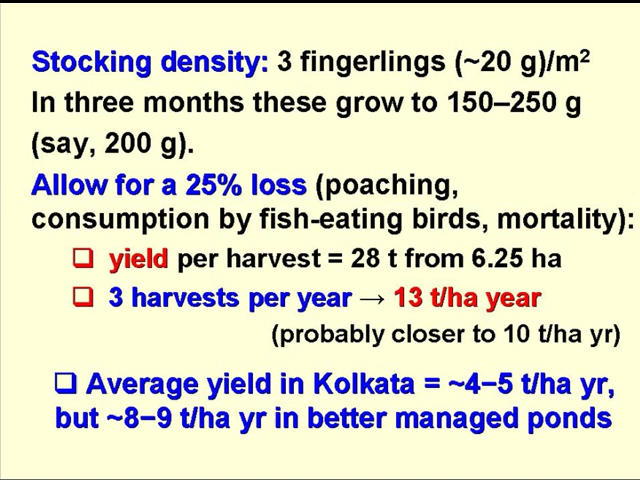 Stocking density: 3 fingerlings (~20 g)/m²
In three months these grow to 150–250 g
(say, 200 g).
Allow for a 25% loss (poaching,
consumption by fish-eating birds, mortality):
❑ yield per harvest = 28 t from 6.25 ha
❑ 3 harvests per year → 13 t/ha year
(probably closer to 10 t/ha yr)
❑ Average yield in Kolkata = ~4–5 t/ha yr,
but ~8–9 t/ha yr in better managed ponds